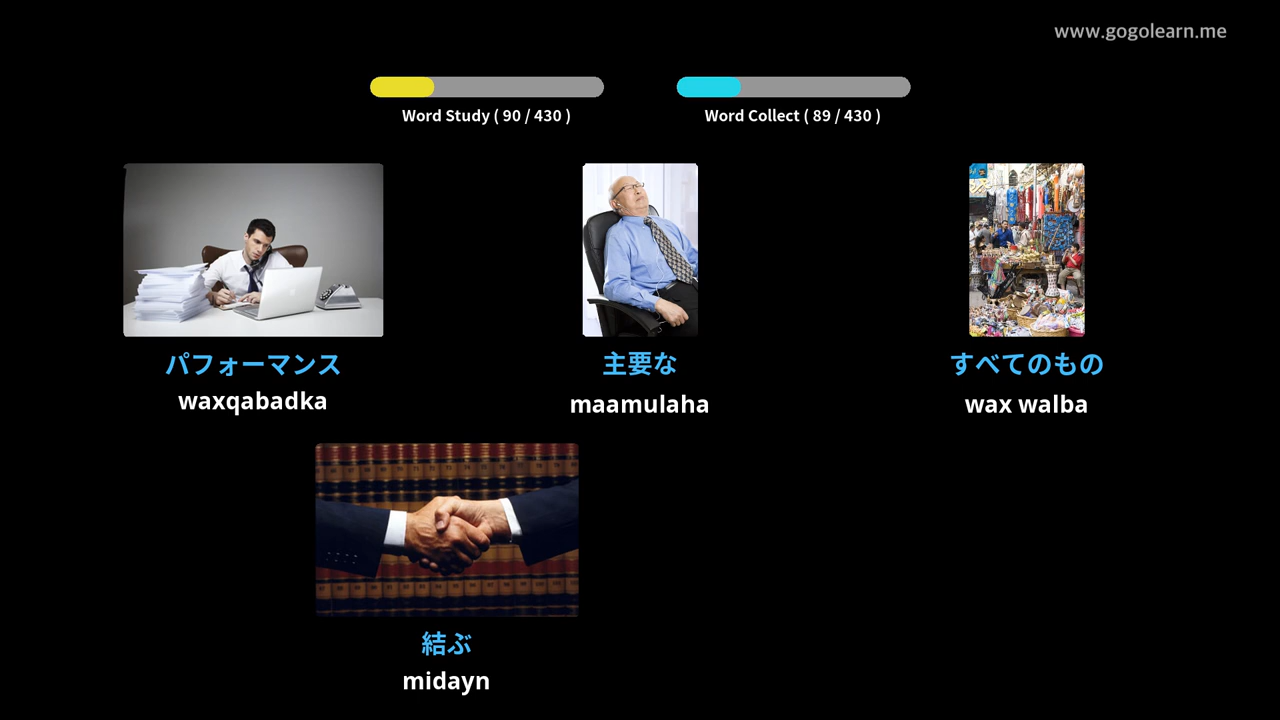 www.gogolearn.me
Word Study ( 90 / 430 )
Word Collect ( 89 / 430 )
パフォーマンス
waxqabadka
主要な
maamulaha
すべてのもの
wax walba
結ぶ
midayn